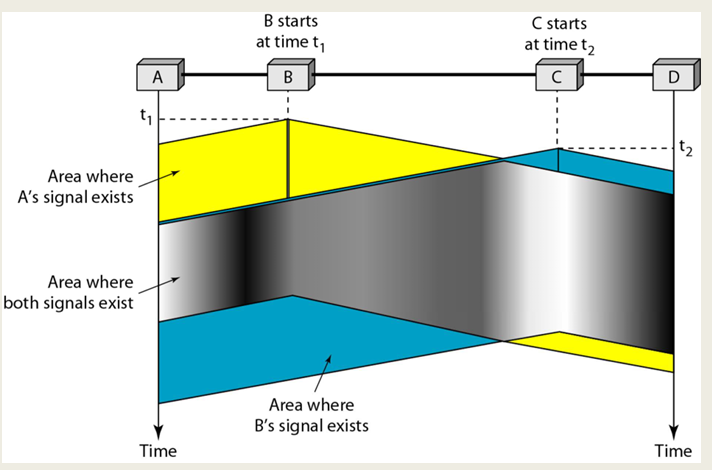 B starts
at time t₁
C starts
at time t₂
A
B
C
D
t₁
t₂
Area where
A's signal exists
Area where
both signals exist
Area where
B's signal exists
Time
Time